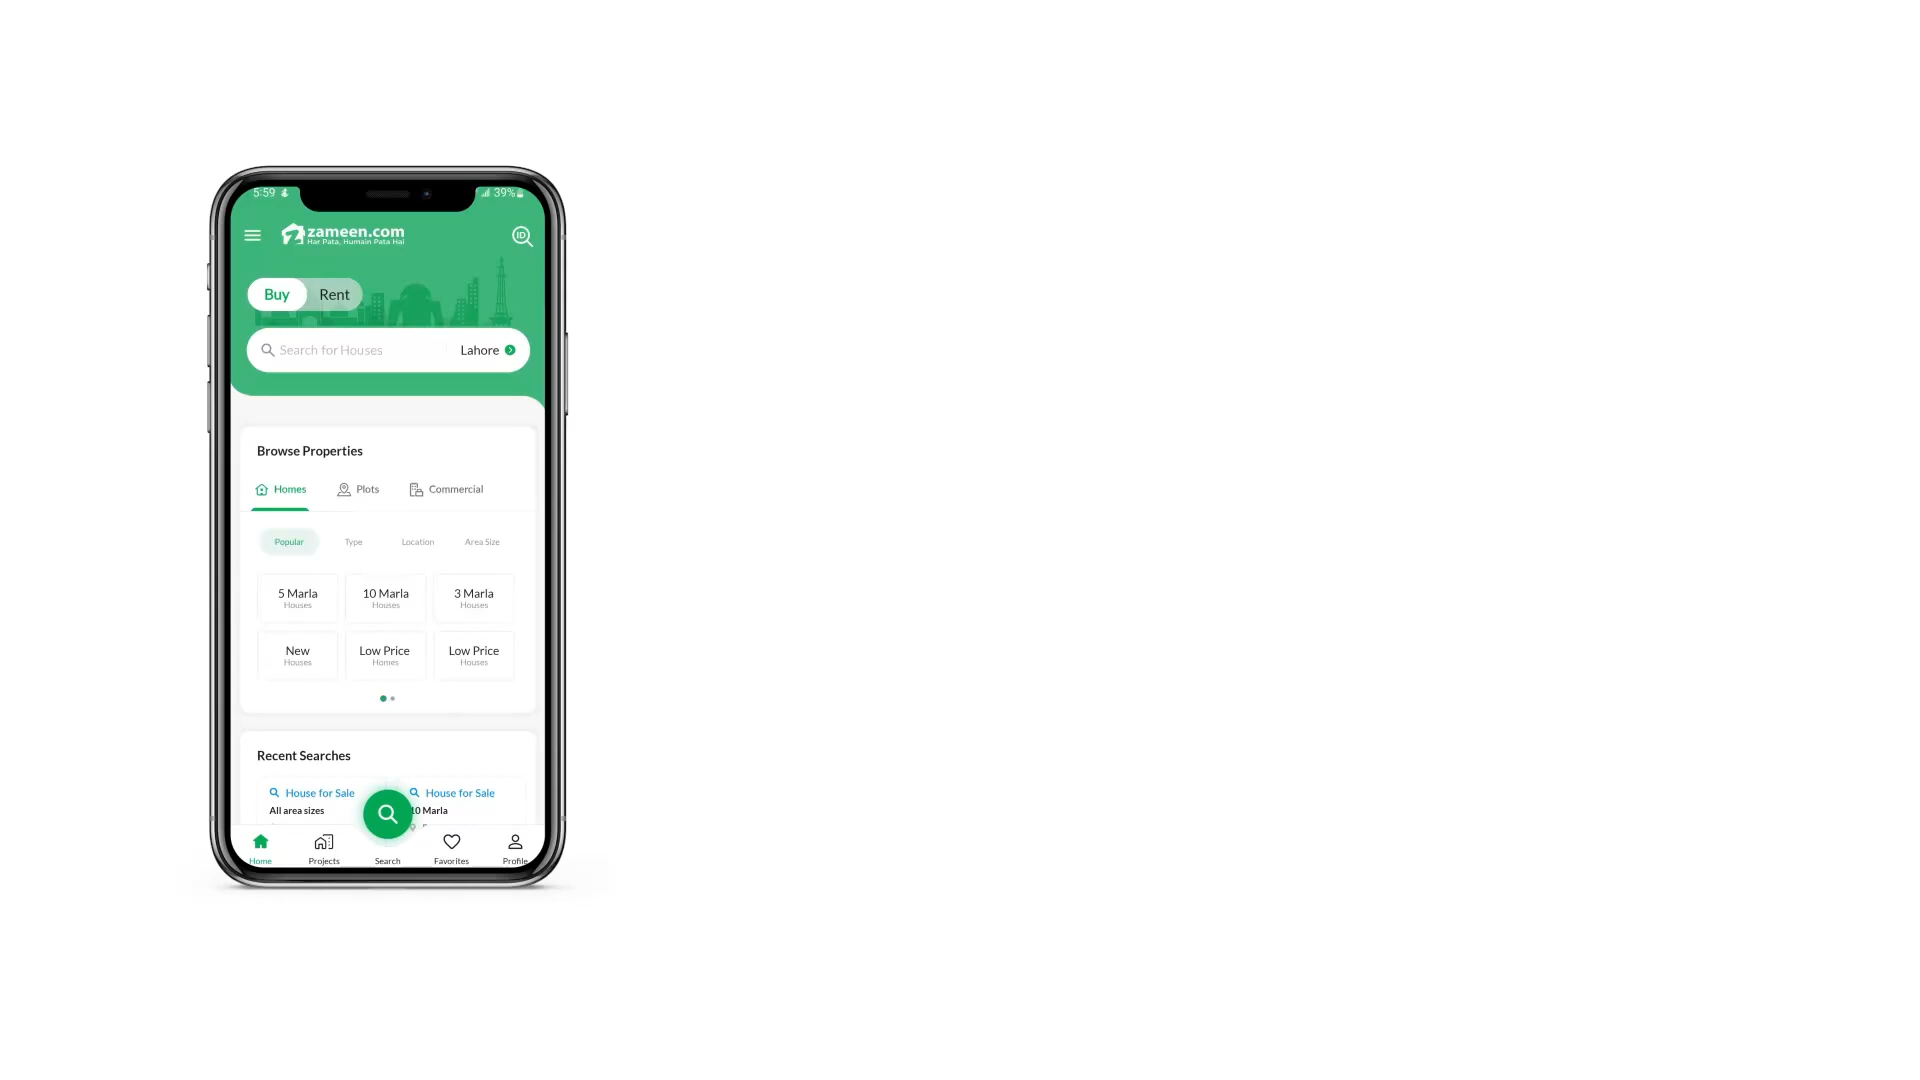 5:59 39%
zameen.com
Har Pata, Humain Pata Hai
ID
Buy Rent
Search for Houses Lahore
Browse Properties
Homes Plots Commercial
Popular Type Location Area Size
5 Marla 10 Marla 3 Marla
Houses Houses Houses
New Low Price Low Price
Houses Homes Houses
Recent Searches
House for Sale House for Sale
All area sizes 10 Marla
Home Projects Search Favorites Profile